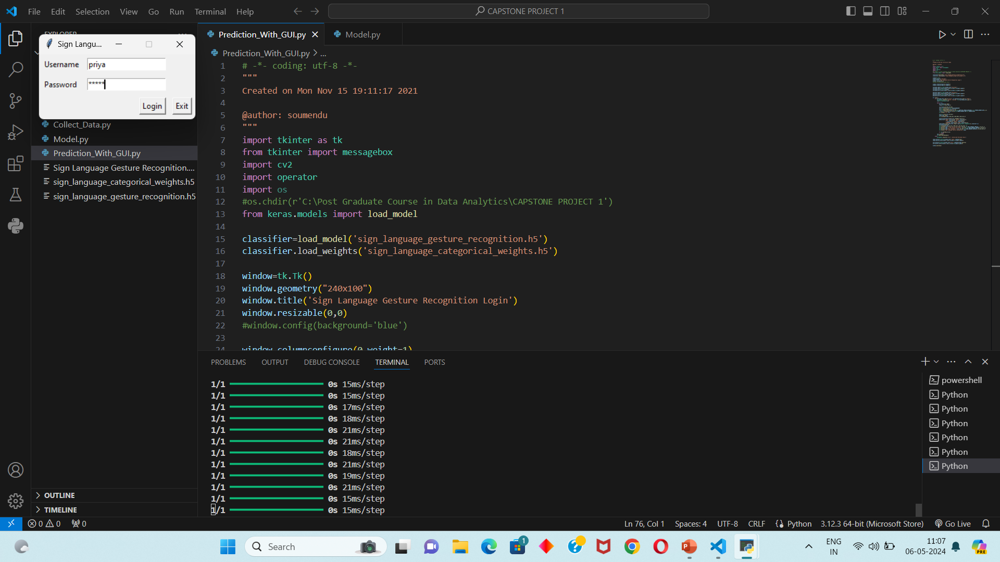 File Edit Selection View Go Run Terminal Help
CAPSTONE PROJECT 1
EXPLORER
Sign Langu...
Username priya
Password *****
Login Exit
Collect_Data.py
Model.py
Prediction_With_GUI.py
Sign Language Gesture Recognition....
sign_language_categorical_weights.h5
sign_language_gesture_recognition.h5
OUTLINE
TIMELINE
Prediction_With_GUI.py
Model.py
Prediction_With_GUI.py > ...
1 # -*- coding: utf-8 -*-
2 """
3 Created on Mon Nov 15 19:11:17 2021
4
5 @author: soumendu
6 """
7 import tkinter as tk
8 from tkinter import messagebox
9 import cv2
10 import operator
11 import os
12 #os.chdir(r'C:\Post Graduate Course in Data Analytics\CAPSTONE PROJECT 1')
13 from keras.models import load_model
14
15 classifier=load_model('sign_language_gesture_recognition.h5')
16 classifier.load_weights('sign_language_categorical_weights.h5')
17
18 window=tk.Tk()
19 window.geometry("240x100")
20 window.title('Sign Language Gesture Recognition Login')
21 window.resizable(0,0)
22 #window.config(background='blue')
23
24 window.columnconfigure(0,weight=1)
PROBLEMS OUTPUT DEBUG CONSOLE TERMINAL PORTS
1/1 0s 15ms/step
1/1 0s 15ms/step
1/1 0s 17ms/step
1/1 0s 18ms/step
1/1 0s 21ms/step
1/1 0s 21ms/step
1/1 0s 18ms/step
1/1 0s 21ms/step
1/1 0s 19ms/step
1/1 0s 21ms/step
1/1 0s 15ms/step
1/1 0s 15ms/step
powershell
Python
Python
Python
Python
Python
Python
0 0 0
Ln 76, Col 1 Spaces: 4 UTF-8 CRLF Python 3.12.3 64-bit (Microsoft Store) Go Live
Search
1
ENG
IN
11:07
06-05-2024
PRE